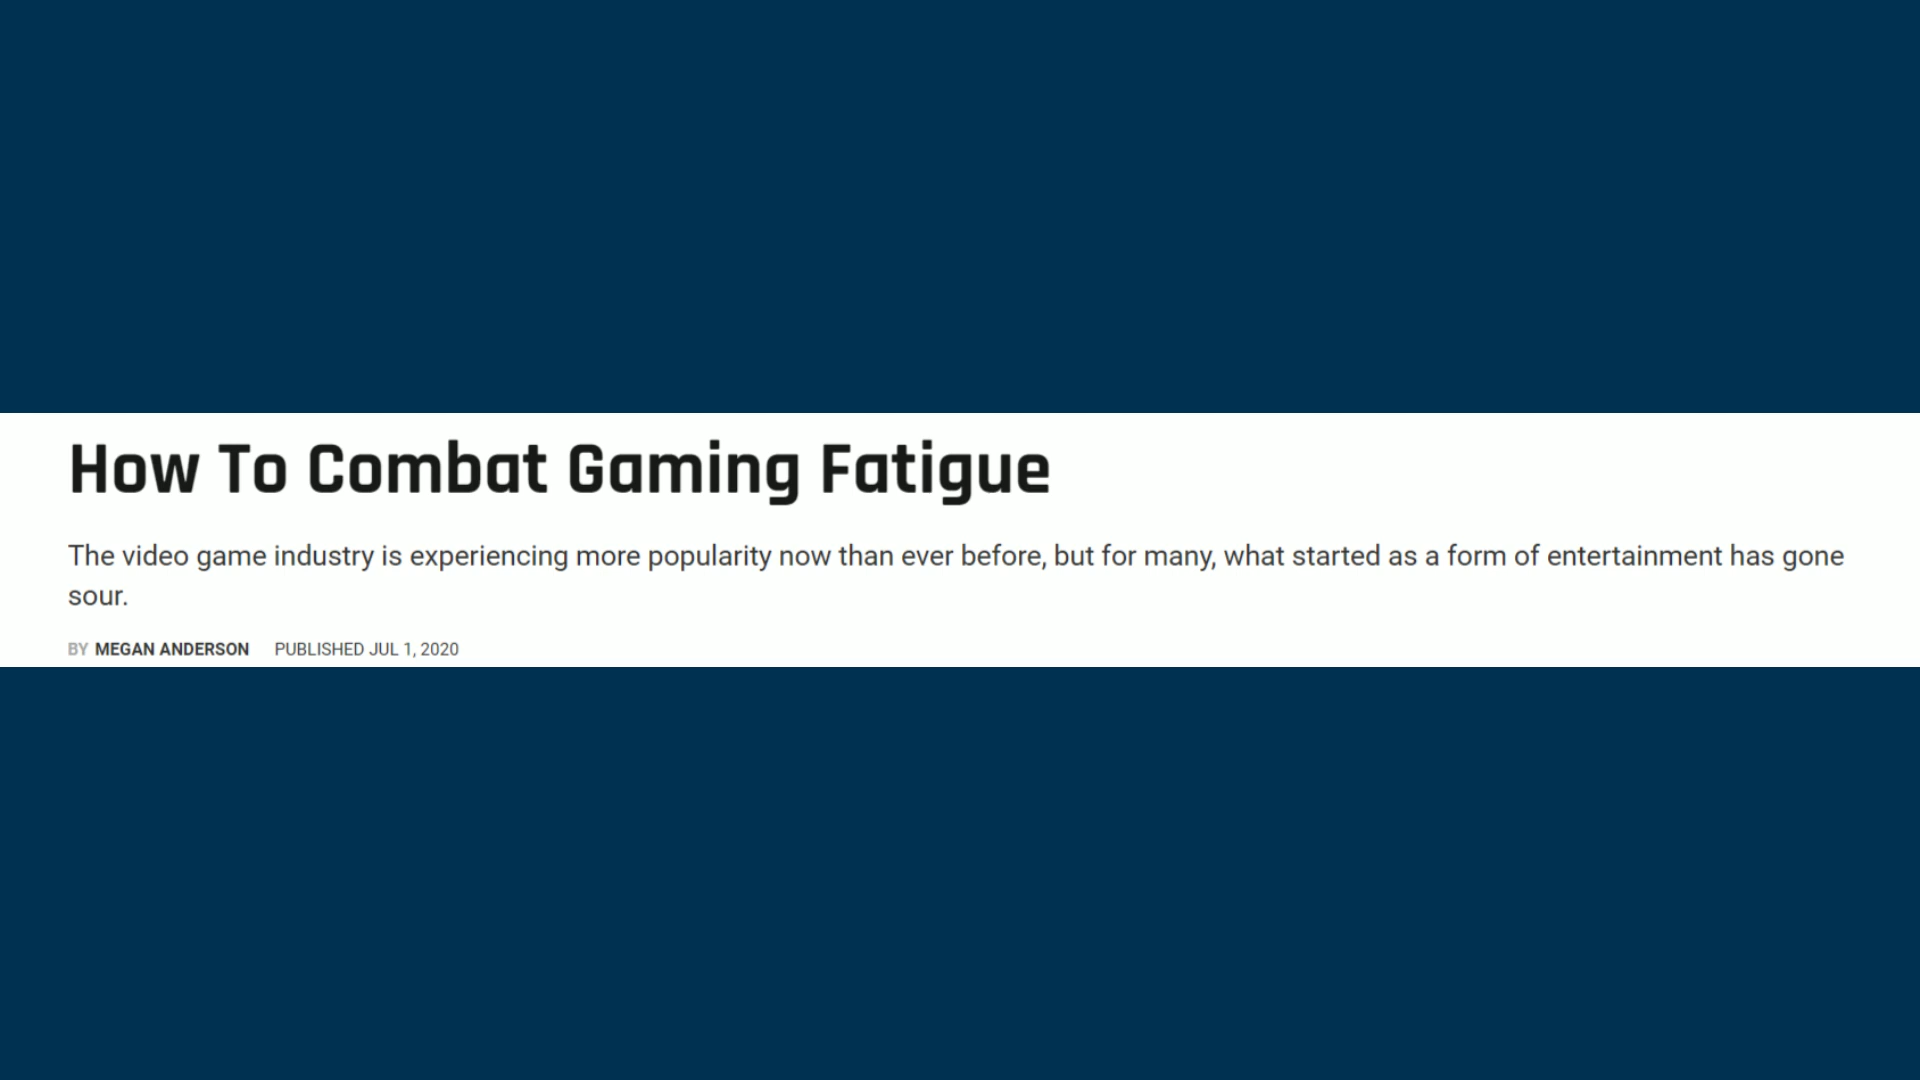 How To Combat Gaming Fatigue
The video game industry is experiencing more popularity now than ever before, but for many, what started as a form of entertainment has gone
sour.
BY MEGAN ANDERSON PUBLISHED JUL 1, 2020